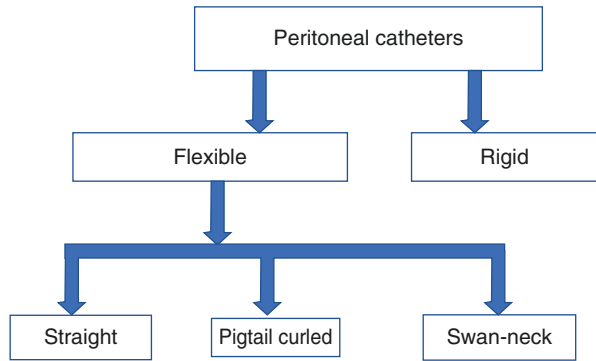 Peritoneal catheters
Flexible
Rigid
Straight
Pigtail curled
Swan-neck